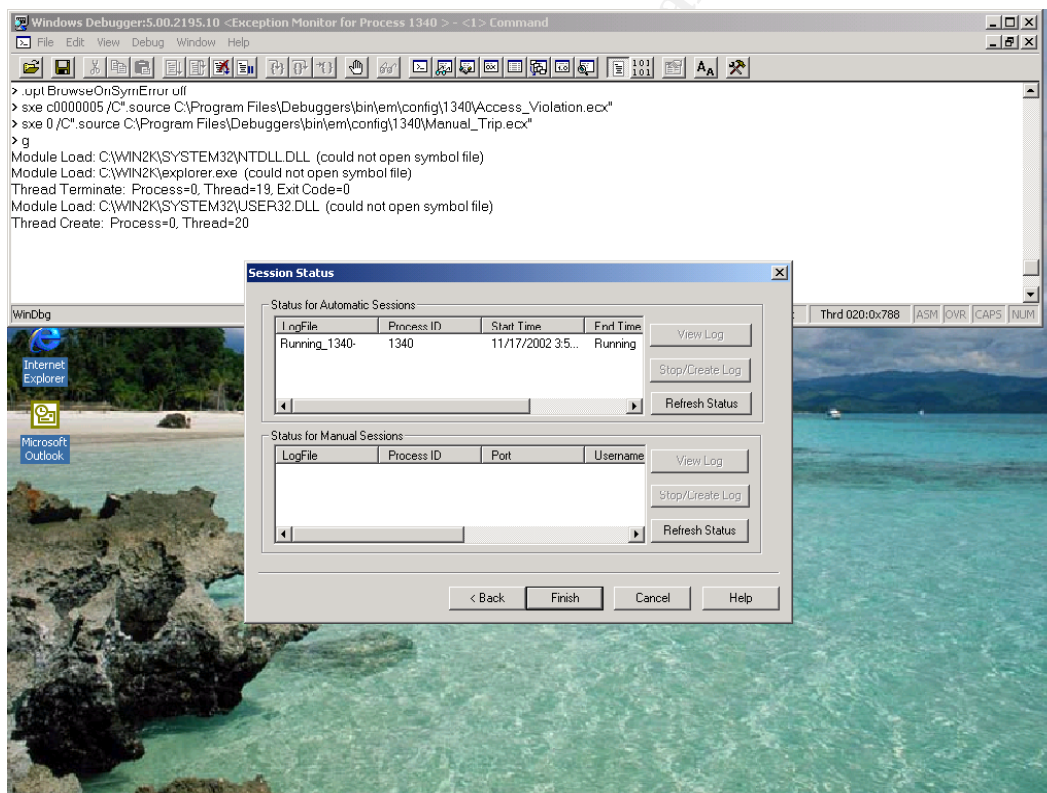 Windows Debugger:5.00.2195.10 <Exception Monitor for Process 1340 > - <1> Command
File Edit View Debug Window Help
> .opt BrowseOnSymError off
> sxe c0000005 /C".source C:\Program Files\Debuggers\bin\em\config\1340\Access_Violation.ecx"
> sxe 0 /C".source C:\Program Files\Debuggers\bin\em\config\1340\Manual_Trip.ecx"
> g
Module Load: C:\WIN2K\SYSTEM32\NTDLL.DLL (could not open symbol file)
Module Load: C:\WIN2K\explorer.exe (could not open symbol file)
Thread Terminate: Process=0, Thread=19, Exit Code=0
Module Load: C:\WIN2K\SYSTEM32\USER32.DLL (could not open symbol file)
Thread Create: Process=0, Thread=20
WinDbg
Thrd 020:0x788 ASM OVR CAPS NUM
Internet
Explorer
Microsoft
Outlook
Session Status
Status for Automatic Sessions
LogFile Process ID Start Time End Time
Running_1340- 1340 11/17/2002 3:5... Running
View Log
Stop/Create Log
Refresh Status
Status for Manual Sessions
LogFile Process ID Port Username
View Log
Stop/Create Log
Refresh Status
< Back Finish Cancel Help